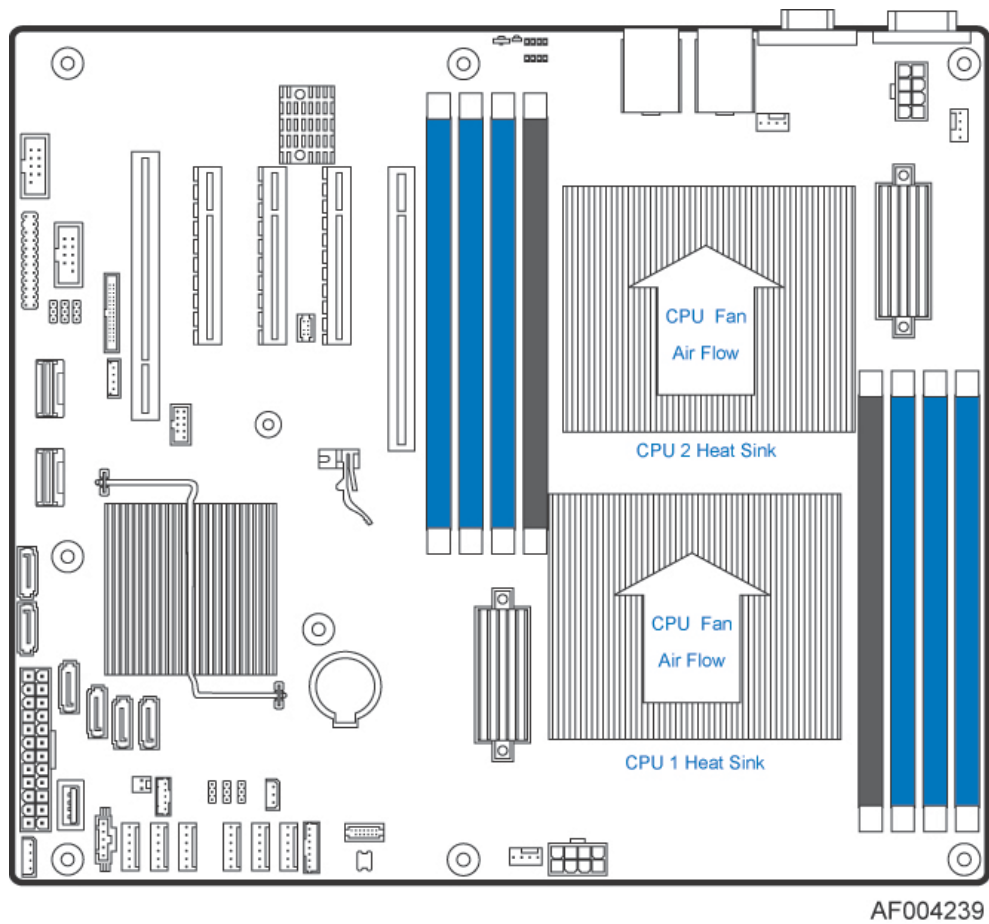 CPU Fan
Air Flow
CPU 2 Heat Sink
CPU Fan
Air Flow
CPU 1 Heat Sink
AF004239